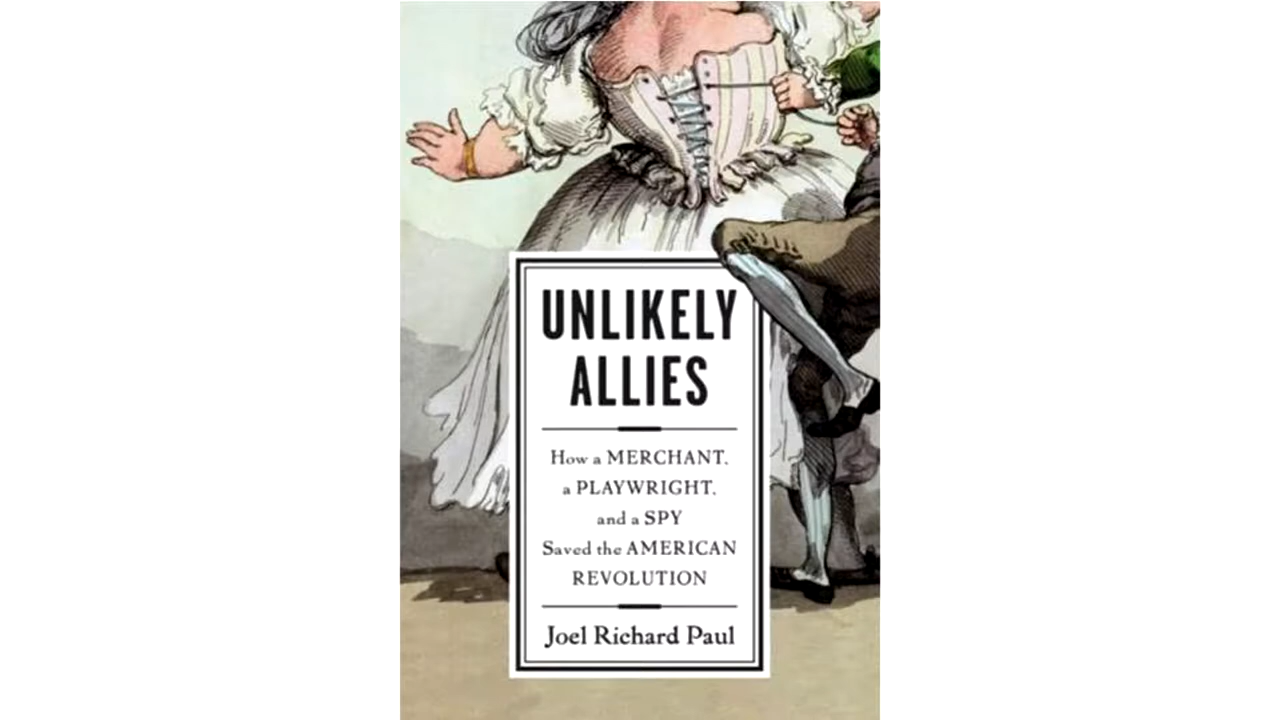 UNLIKELY
ALLIES
How a MERCHANT,
a PLAYWRIGHT,
and a SPY
Saved the AMERICAN
REVOLUTION
Joel Richard Paul